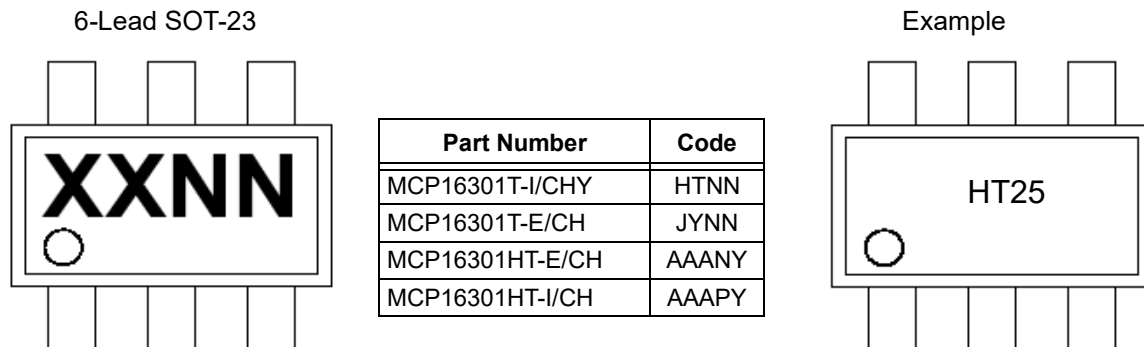 6-Lead SOT-23
Example
XXNN
Part Number Code
MCP16301T-I/CHY HTNN
MCP16301T-E/CH JYNN
MCP16301HT-E/CH AAANY
MCP16301HT-I/CH AAAPY
HT25